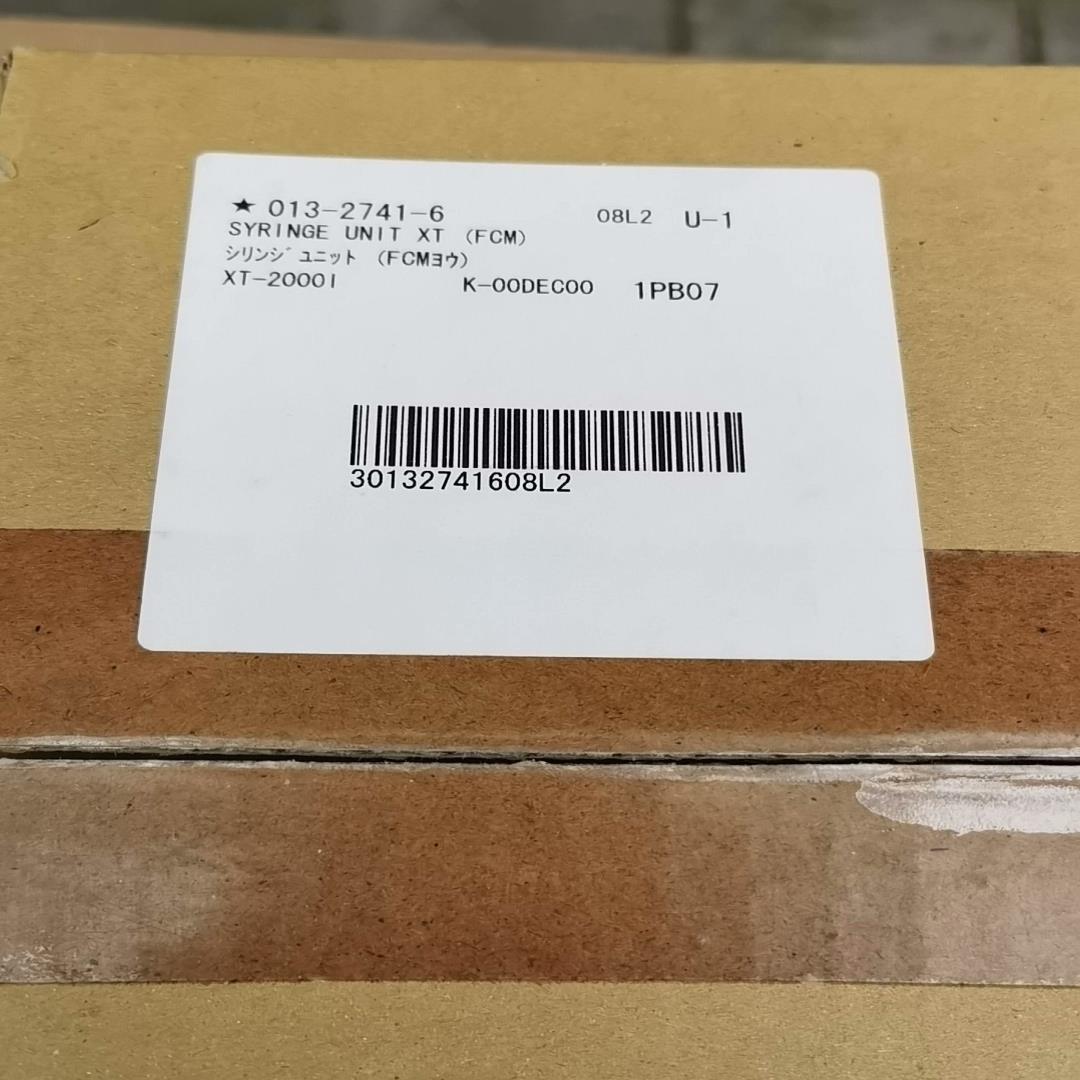 ★ 013-2741-6 08L2 U-1
SYRINGE UNIT XT (FCM)
シリンジユニット (FCMヨウ)
XT-2000I K-00DEC00 1PB07
30132741608L2